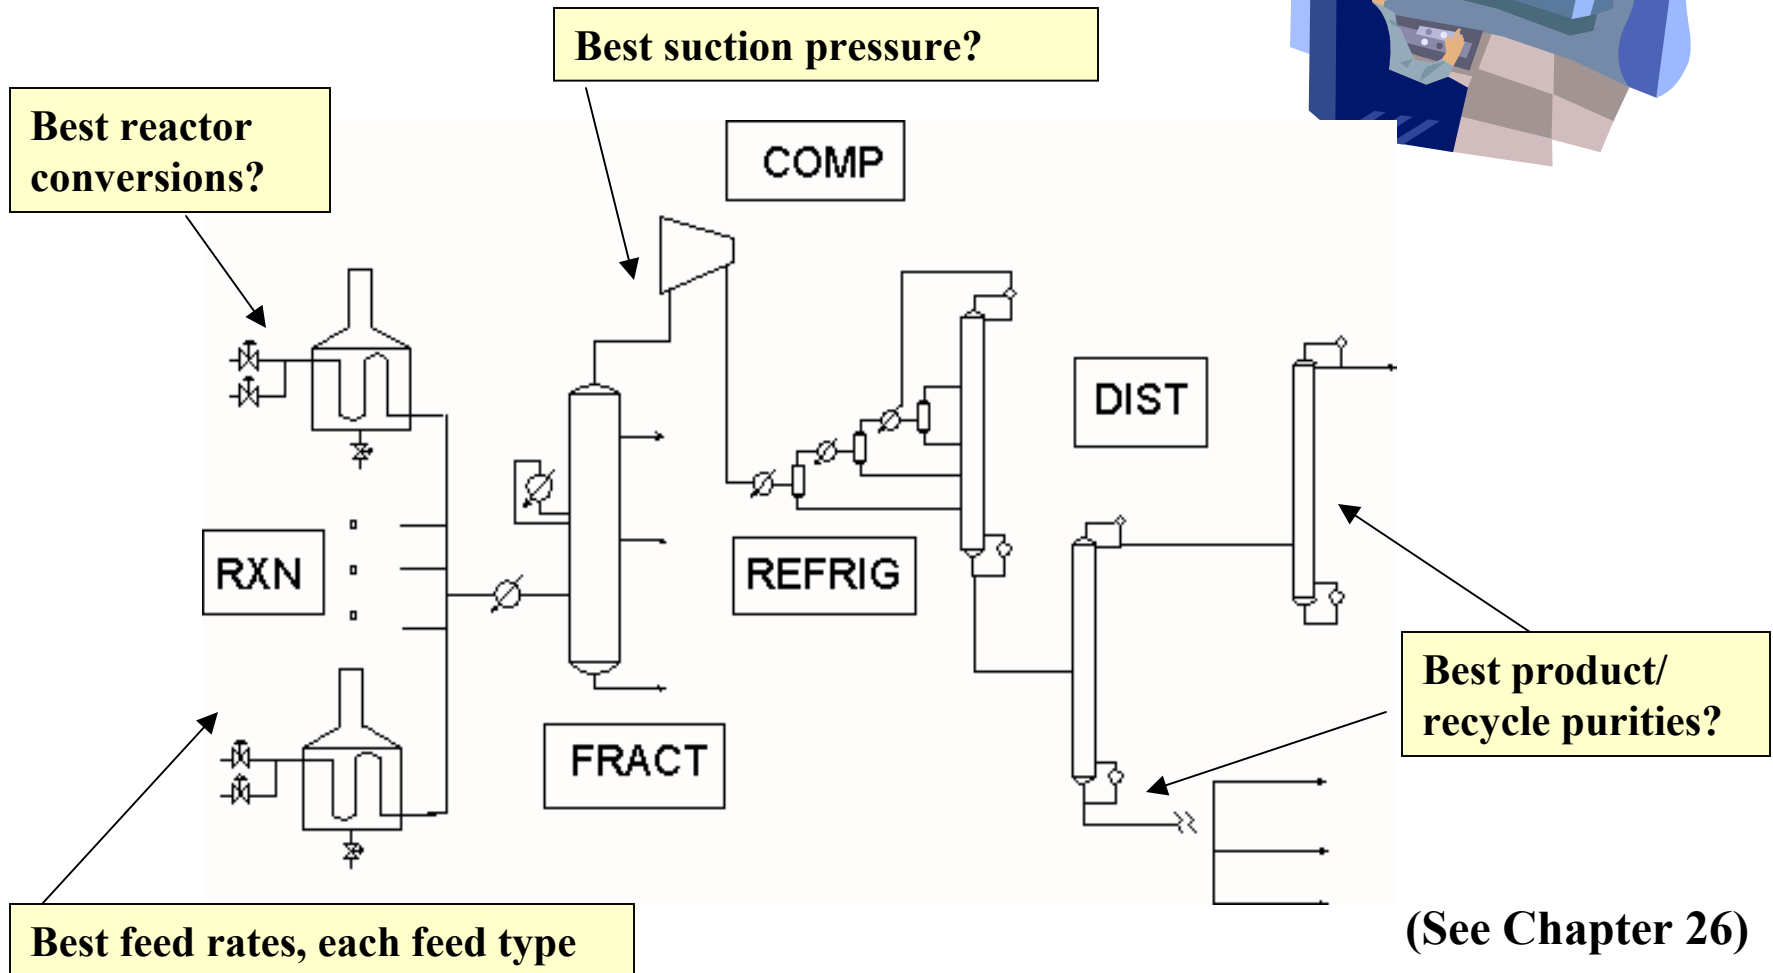 Best suction pressure?
Best reactor
conversions?
COMP
DIST
RXN
REFRIG
Best product/
recycle purities?
FRACT
Best feed rates, each feed type
(See Chapter 26)